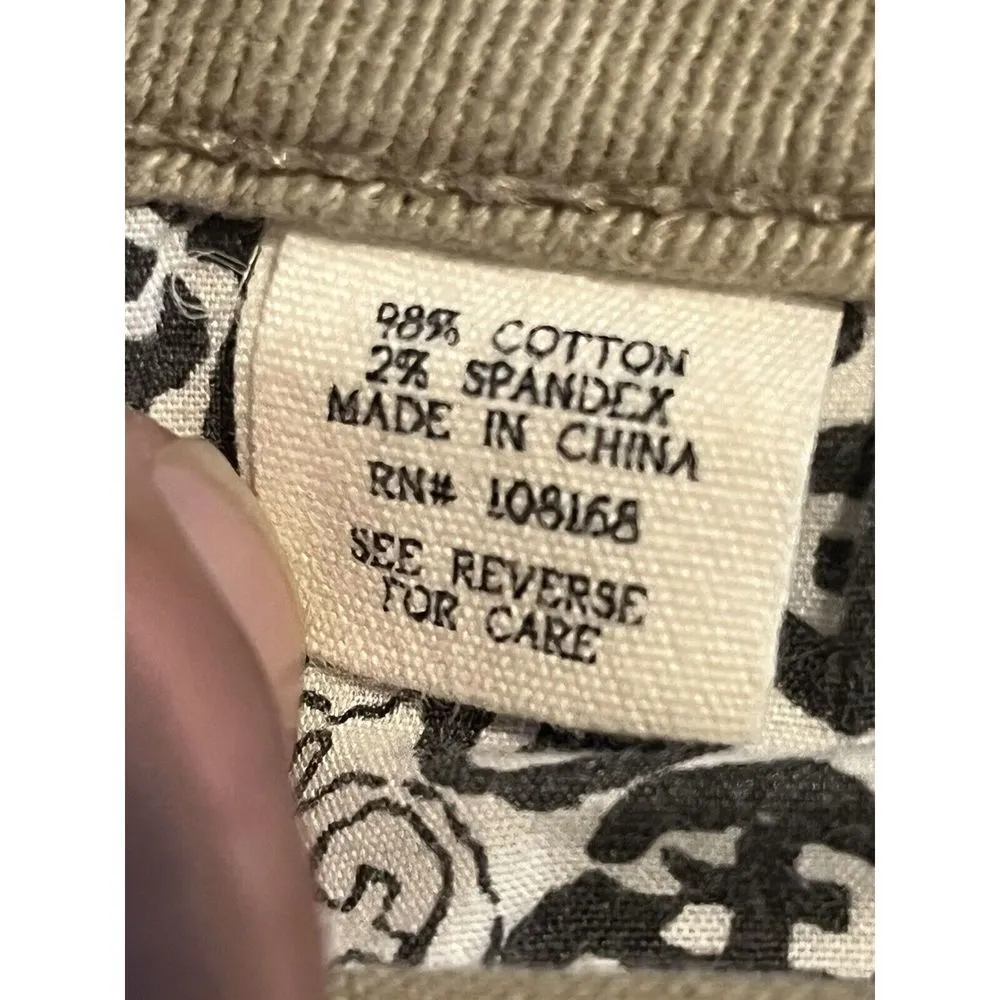 98% COTTON
2% SPANDEX
MADE IN CHINA
RN# 108168
SEE REVERSE
FOR CARE